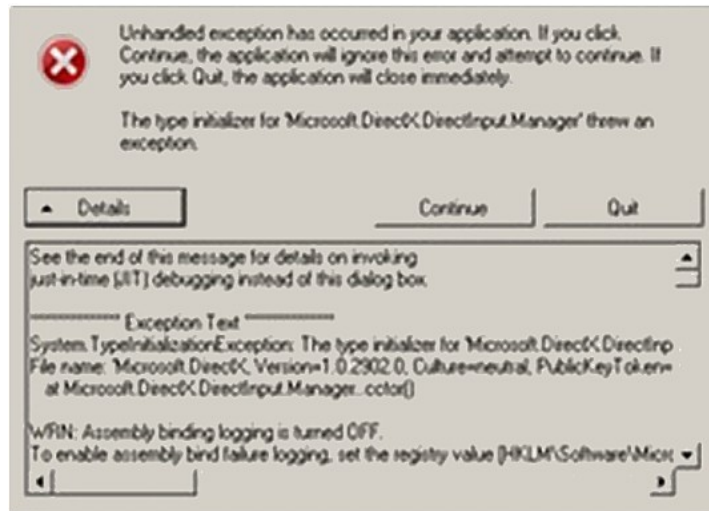 Unhandled exception has occurred in your application. If you click
Continue, the application will ignore this error and attempt to continue. If
you click Quit, the application will close immediately.
The type initializer for 'Microsoft.DirectX.DirectInput.Manager' threw an
exception.
Details
Continue
Quit
See the end of this message for details on invoking
just-in-time (JIT) debugging instead of this dialog box.
************** Exception Text **************
System.TypeInitializationException: The type initializer for 'Microsoft.DirectX.DirectInp
File name: 'Microsoft.DirectX, Version=1.0.2902.0, Culture=neutral, PublicKeyToken=
at Microsoft.DirectX.DirectInput.Manager..cctor()
WRN: Assembly binding logging is turned OFF.
To enable assembly bind failure logging, set the registry value [HKLM\Software\Micro